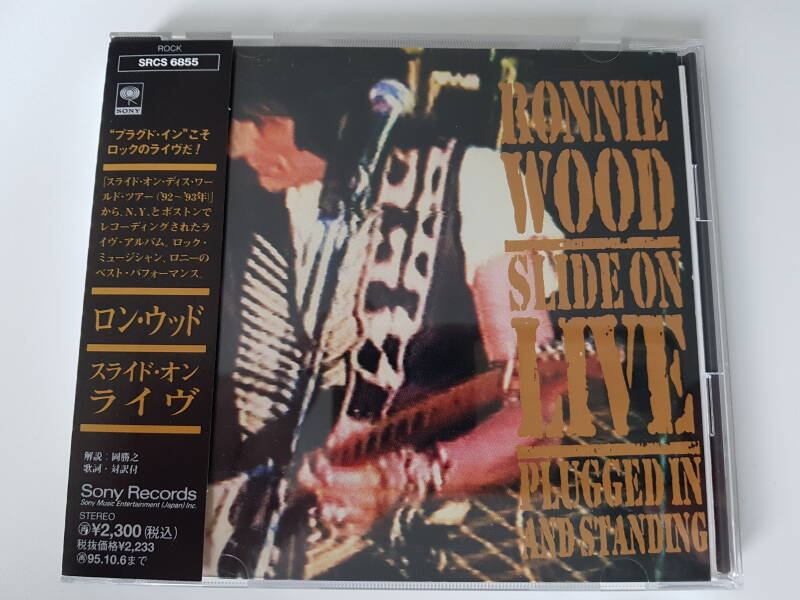 ROCK
SRCS 6855
SONY
“プラグド・イン”こそ
ロックのライヴだ！
「スライド・オン・ディス・ワー
ルド・ツアー（'92～'93年）」
から、N.Y.とボストンで
レコーディングされたラ
イヴ・アルバム。ロック・
ミュージシャン、ロニーの
ベスト・パフォーマンス。
ロン・ウッド
スライド・オン
ライヴ
解説：岡勝之
歌詞・対訳付
Sony Records
Sony Music Entertainment (Japan) Inc.
STEREO
㊢¥2,300(税込)
税抜価格¥2,233
㊢95.10.6まで
RONNIE
WOOD
SLIDE ON
LIVE
PLUGGED IN
AND STANDING